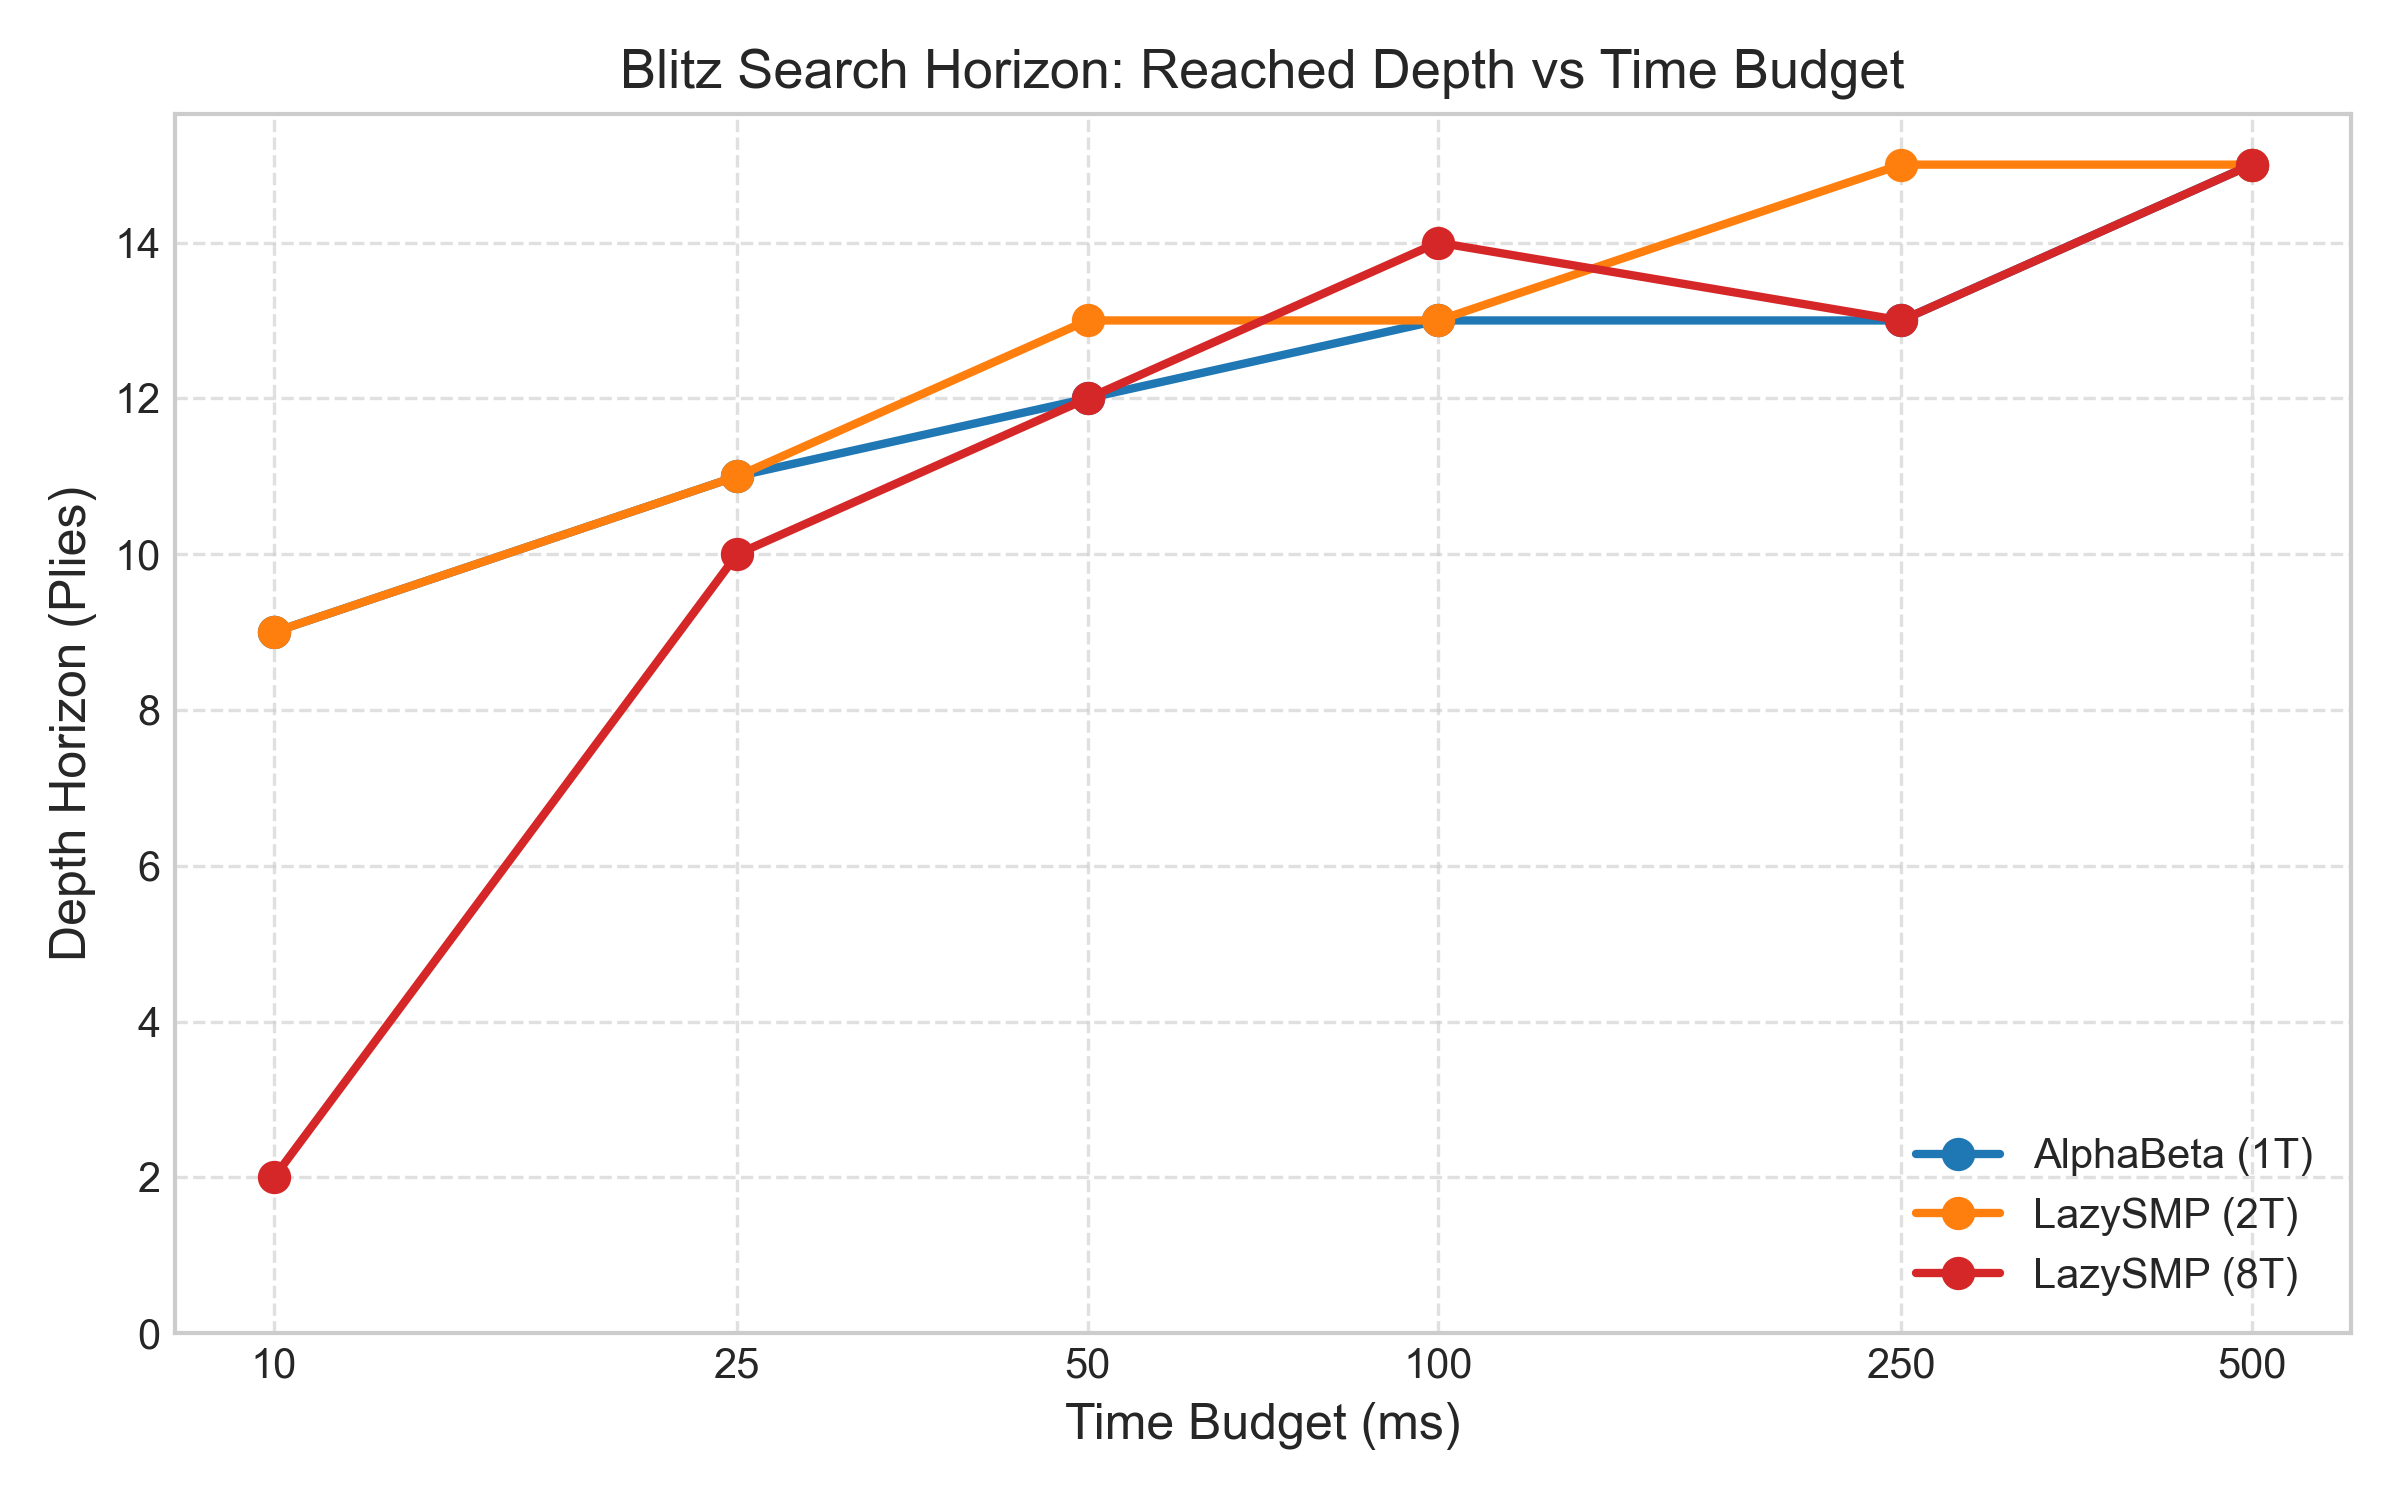 Blitz Search Horizon: Reached Depth vs Time Budget
Depth Horizon (Plies)
14
12
10
8
6
4
2
0
10 25 50 100 250 500
Time Budget (ms)
AlphaBeta (1T)
LazySMP (2T)
LazySMP (8T)